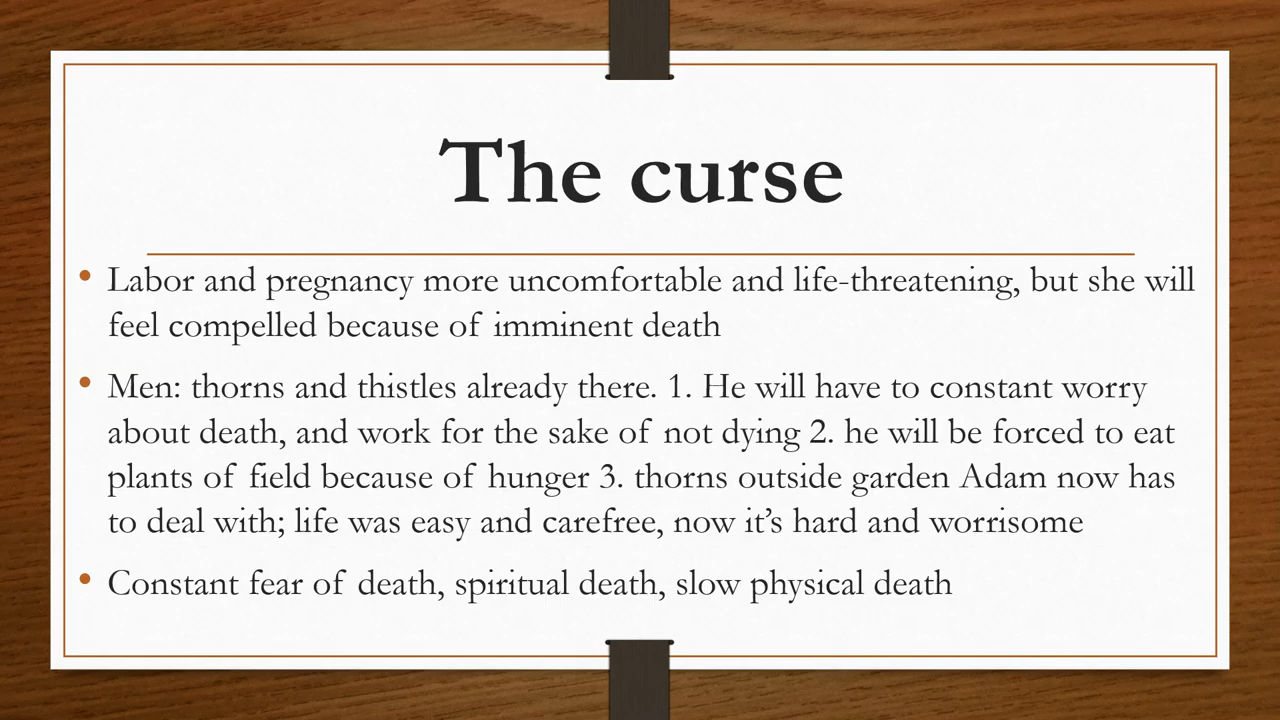 The curse
• Labor and pregnancy more uncomfortable and life-threatening, but she will
feel compelled because of imminent death
• Men: thorns and thistles already there. 1. He will have to constant worry
about death, and work for the sake of not dying 2. he will be forced to eat
plants of field because of hunger 3. thorns outside garden Adam now has
to deal with; life was easy and carefree, now it’s hard and worrisome
• Constant fear of death, spiritual death, slow physical death